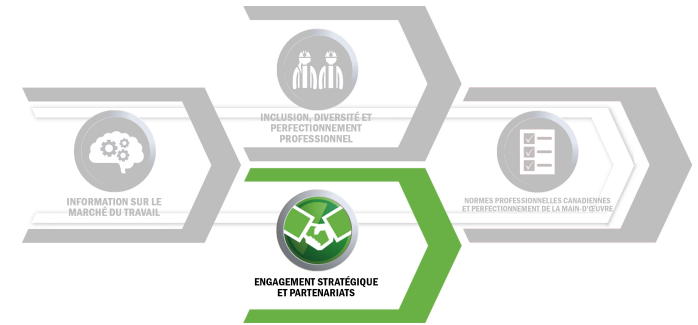 INCLUSION, DIVERSITÉ ET
PERFECTIONNEMENT
PROFESSIONNEL
INFORMATION SUR LE
MARCHÉ DU TRAVAIL
NORMES PROFESSIONNELLES CANADIENNES
ET PERFECTIONNEMENT DE LA MAIN-D'ŒUVRE
ENGAGEMENT STRATÉGIQUE
ET PARTENARIATS